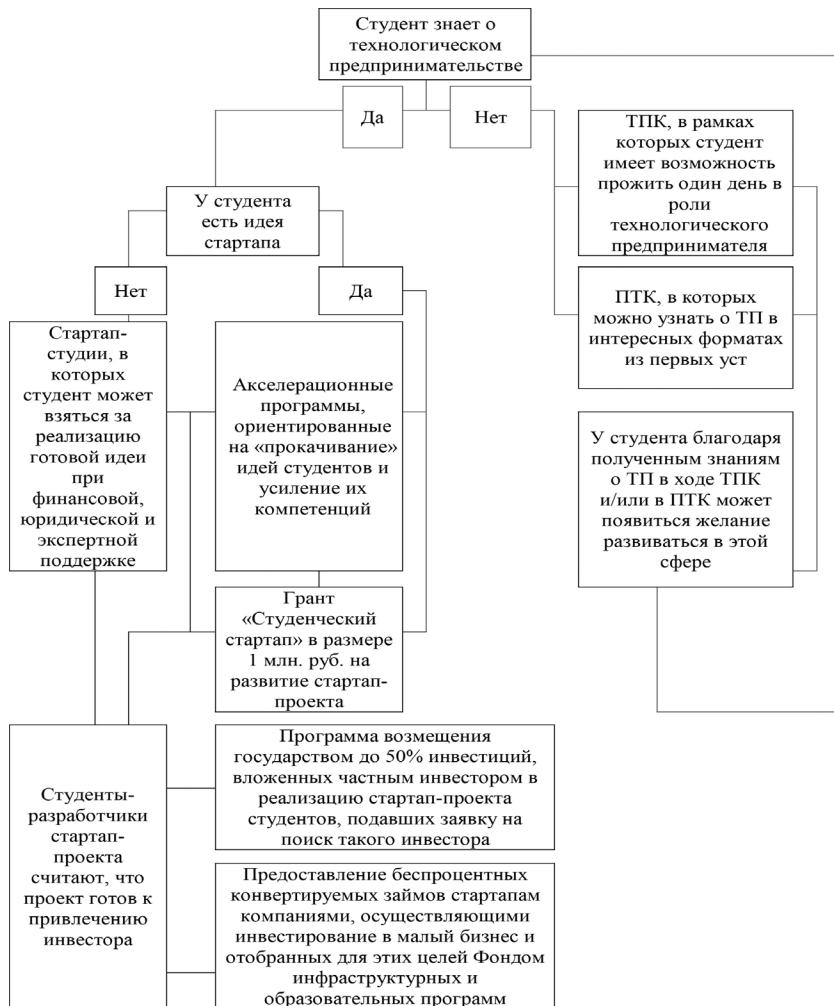 Студент знает о
технологическом
предпринимательстве
Да
Нет
ТПК, в рамках
которых студент
имеет возможность
прожить один день в
роли
технологического
предпринимателя
У студента
есть идея
стартапа
Нет
Да
ПТК, в которых
можно узнать о ТП в
интересных форматах
из первых уст
Стартап-
студии, в
которых
студент может
взяться за
реализацию
готовой идеи
при
финансовой,
юридической и
экспертной
поддержке
Акселерационные
программы,
ориентированные
на «прокачивание»
идей студентов и
усиление их
компетенций
У студента благодаря
полученным знаниям
о ТП в ходе ТПК
и/или в ПТК может
появиться желание
развиваться в этой
сфере
Грант
«Студенческий
стартап» в размере
1 млн. руб. на
развитие стартап-
проекта
Студенты-
разработчики
стартап-
проекта
считают, что
проект готов к
привлечению
инвестора
Программа возмещения
государством до 50% инвестиций,
вложенных частным инвестором в
реализацию стартап-проекта
студентов, подавших заявку на
поиск такого инвестора
Предоставление беспроцентных
конвертируемых займов стартапам
компаниями, осуществляющими
инвестирование в малый бизнес и
отобранных для этих целей Фондом
инфраструктурных и
образовательных программ